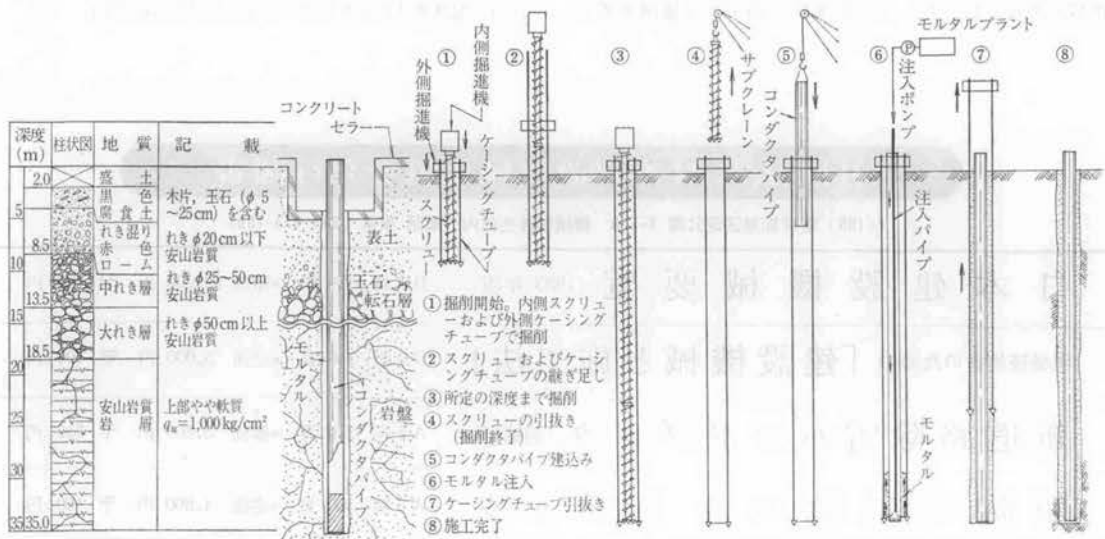 深度
(m)
柱状図
地質
記載
2.0
5
8.5
10
13.5
15
18.5
20
25
30
35
35.0
盛土
黒色
腐食土
木片,玉石(φ5
~25cm)を含む
れき混り
赤色
ローム
れきφ20cm以下
安山岩質
中れき層
れきφ25~50cm
安山岩質
大れき層
れきφ50cm以上
安山岩質
安山岩質
岩層
上部やや軟質
qu=1,000kg/cm²
コンクリート
セラー
表土
玉石・
転石層
モルタル
コンダクタパイプ
岩盤
①
外側掘進機
内側掘進機
スクリュー
ケーシングチューブ
②
③
④
サブクレーン
⑤
コンダクタパイプ
⑥
P
モルタルプラント
注入ポンプ
注入パイプ
モルタル
⑦
⑧
①掘削開始。内側スクリュ
ーおよび外側ケーシング
チューブで掘削
②スクリューおよびケーシ
ングチューブの継ぎ足し
③所定の深度まで掘削
④スクリューの引抜き
(掘削終了)
⑤コンダクタパイプ建込み
⑥モルタル注入
⑦ケーシングチューブ引抜き
⑧施工完了